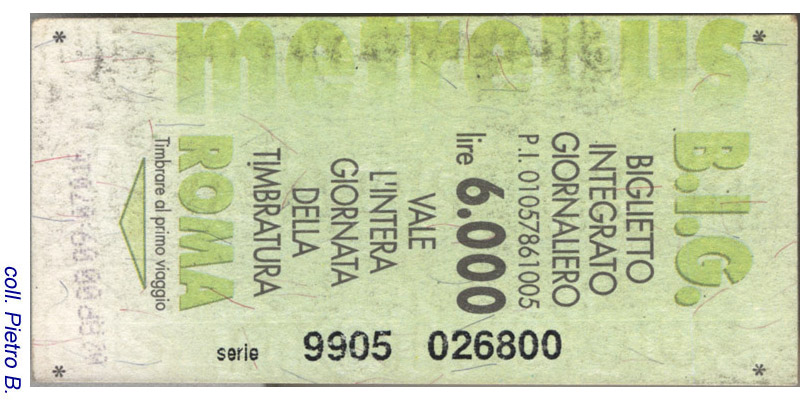 metrebus
B.I.G.
BIGLIETTO
INTEGRATO
GIORNALIERO
P.I. 01057861005
lire 6.000
VALE
L'INTERA
GIORNATA
DELLA
TIMBRATURA
ROMA
Timbrare al primo viaggio
serie 9905 026800
coll. Pietro B.